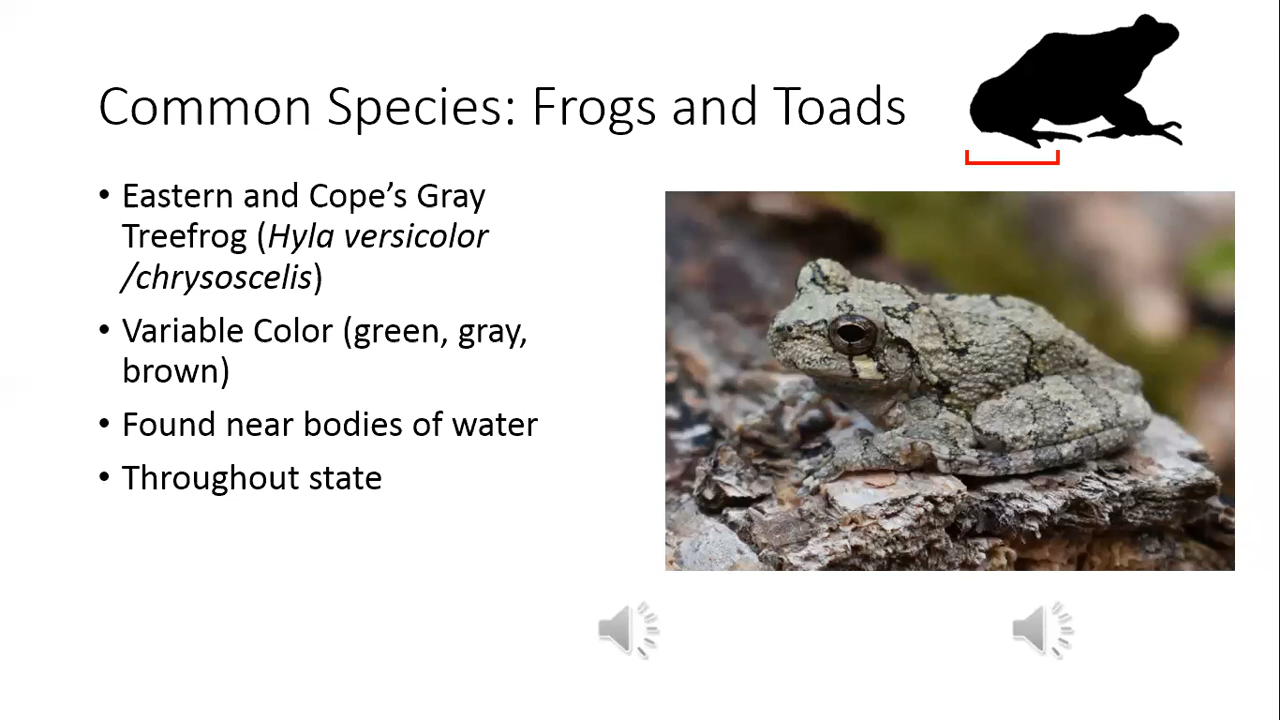 Common Species: Frogs and Toads
• Eastern and Cope’s Gray
Treefrog (Hyla versicolor
/chrysoscelis)
• Variable Color (green, gray,
brown)
• Found near bodies of water
• Throughout state